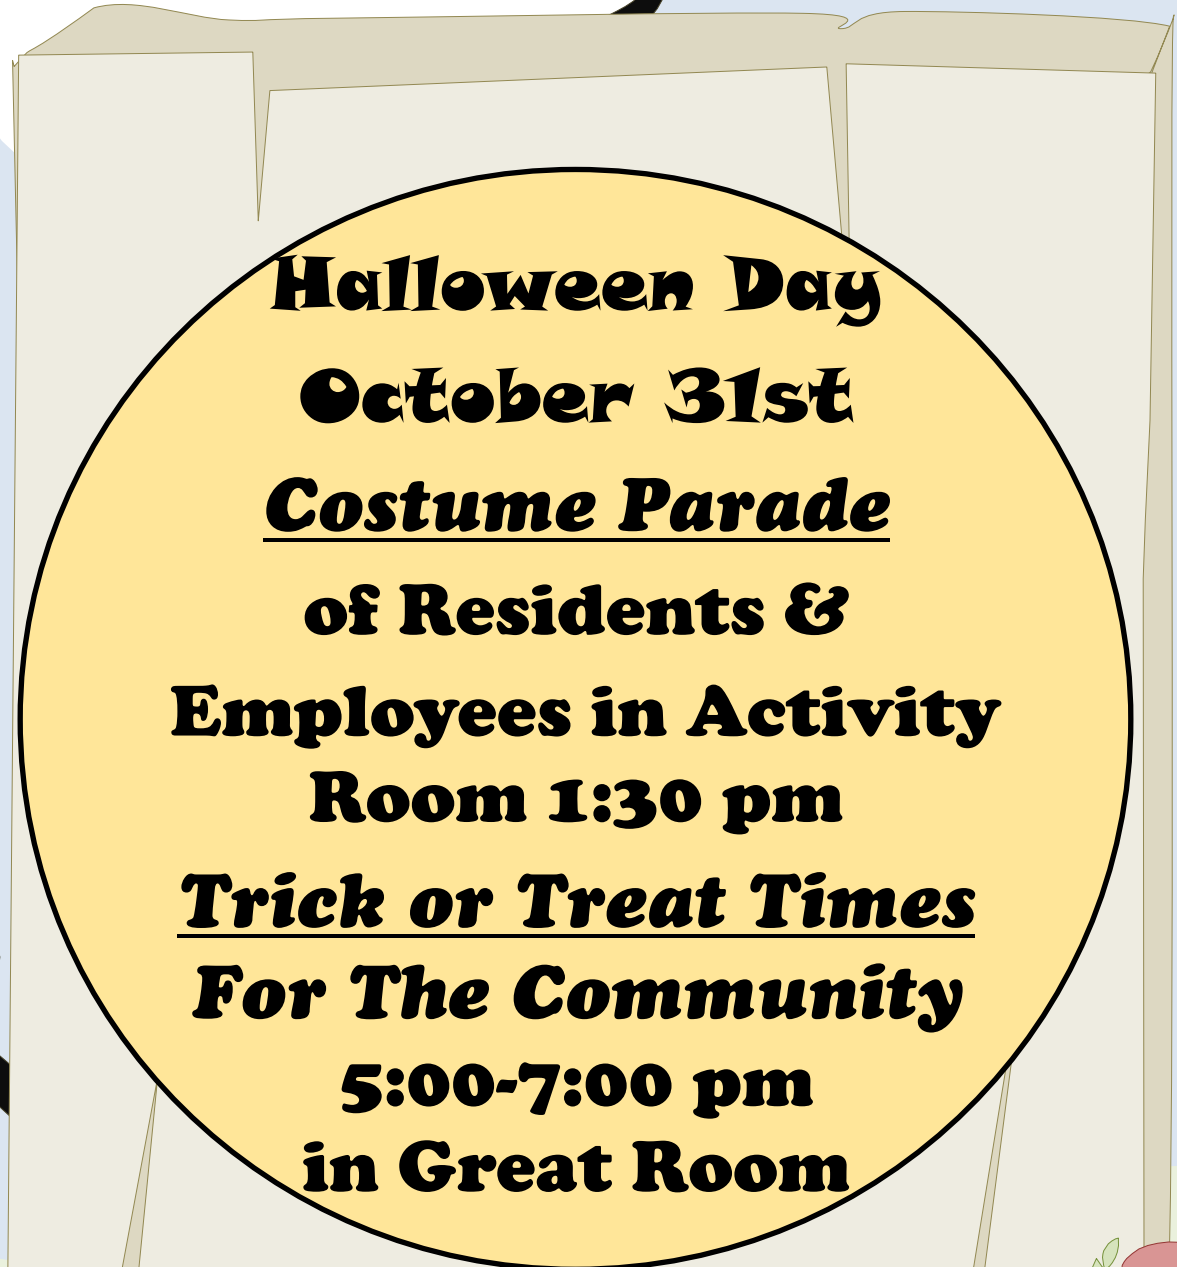 Halloween Day
October 31st
Costume Parade
of Residents &
Employees in Activity
Room 1:30 pm
Trick or Treat Times
For The Community
5:00-7:00 pm
in Great Room